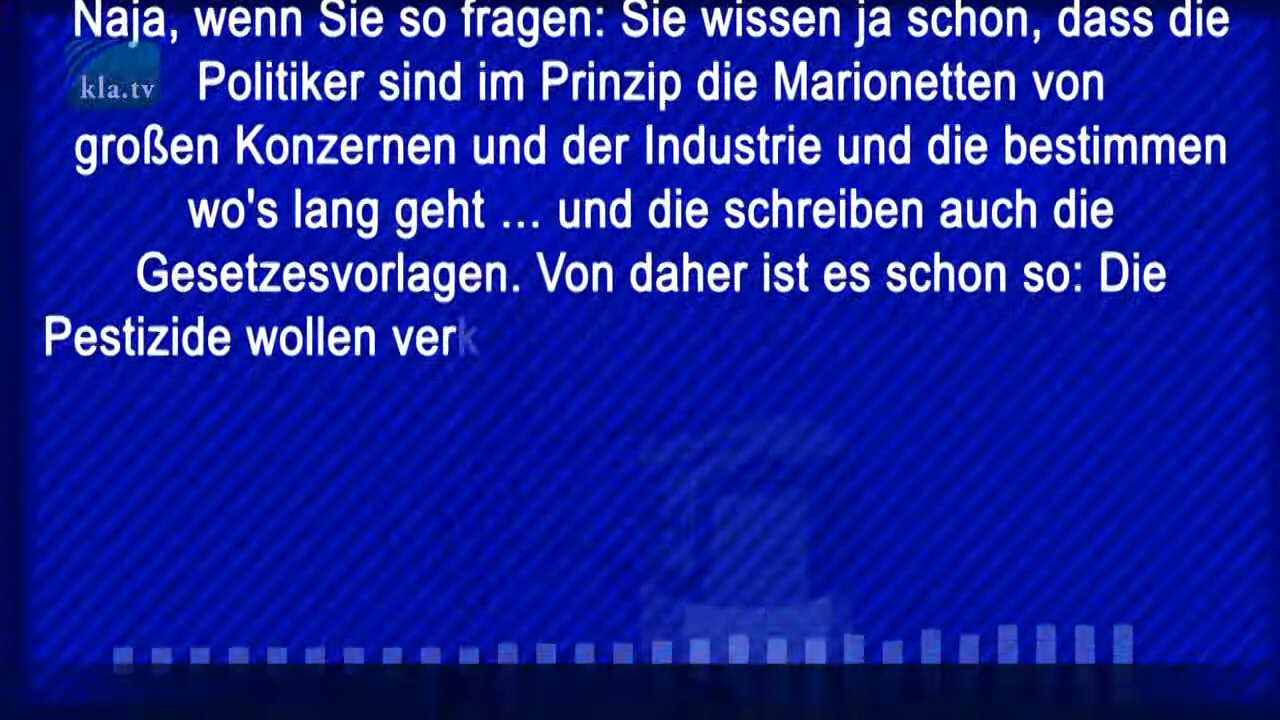 Naja, wenn Sie so fragen: Sie wissen ja schon, dass die
kla.tv
Politiker sind im Prinzip die Marionetten von
großen Konzernen und der Industrie und die bestimmen
wo's lang geht ... und die schreiben auch die
Gesetzesvorlagen. Von daher ist es schon so: Die
Pestizide wollen verk